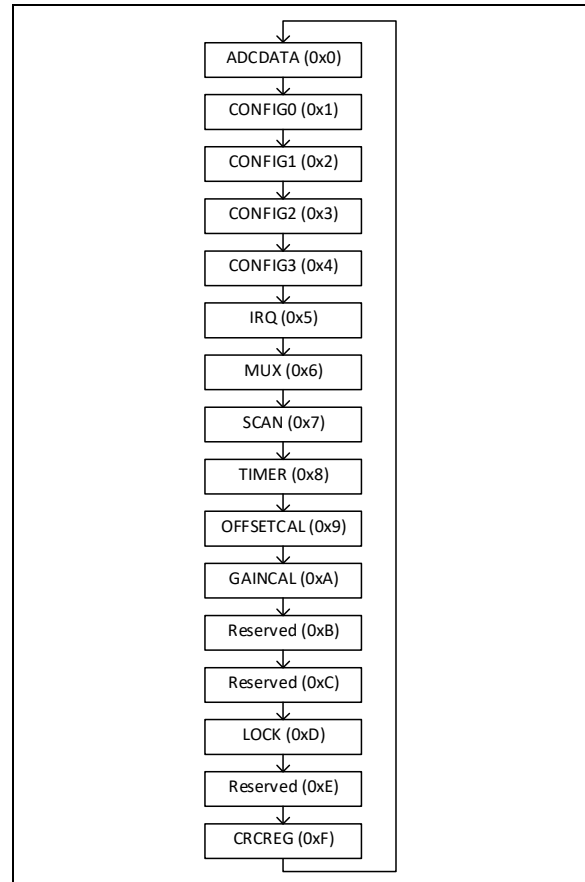 ADCDATA (0x0)
CONFIG0 (0x1)
CONFIG1 (0x2)
CONFIG2 (0x3)
CONFIG3 (0x4)
IRQ (0x5)
MUX (0x6)
SCAN (0x7)
TIMER (0x8)
OFFSETCAL (0x9)
GAINCAL (0xA)
Reserved (0xB)
Reserved (0xC)
LOCK (0xD)
Reserved (0xE)
CRCREG (0xF)